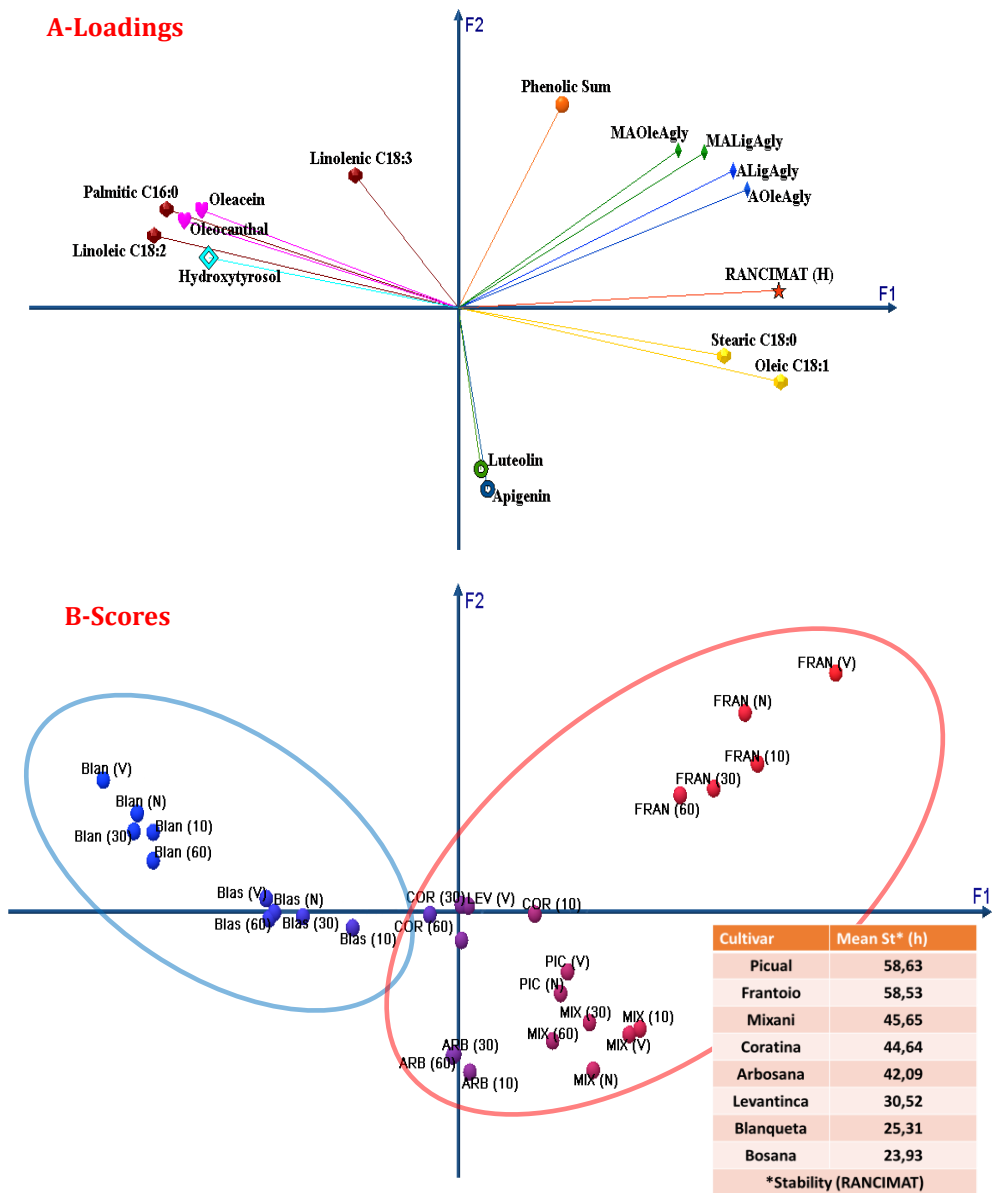 A-Loadings
F2
Phenolic Sum
MAOleAgly
MALigAgly
Linolenic C18:3
ALigAgly
Palmitic C16:0
Oleacein
AOleAgly
Oleocanthal
Linoleic C18:2
Hydroxytyrosol
RANCIMAT (H)
F1
Stearic C18:0
Oleic C18:1
Luteolin
Apigenin
B-Scores
F2
FRAN (V)
FRAN (N)
FRAN (10)
Blan (V)
FRAN (30)
Blan (N)
FRAN (60)
Blan (10)
Blan (30)
Blan (60)
Blas (V)
Blas (N)
COR (30)
LEV (V)
COR (10)
F1
Blas (60)
Blas (30)
COR (60)
Blas (10)
PIC (V)
PIC (N)
MIX (30)
MIX (10)
MIX (60)
MIX (V)
ARB (30)
ARB (60)
ARB (10)
MIX (N)
Cultivar Mean St* (h)
Picual 58,63
Frantoio 58,53
Mixani 45,65
Coratina 44,64
Arbosana 42,09
Levantinca 30,52
Blanqueta 25,31
Bosana 23,93
*Stability (RANCIMAT)